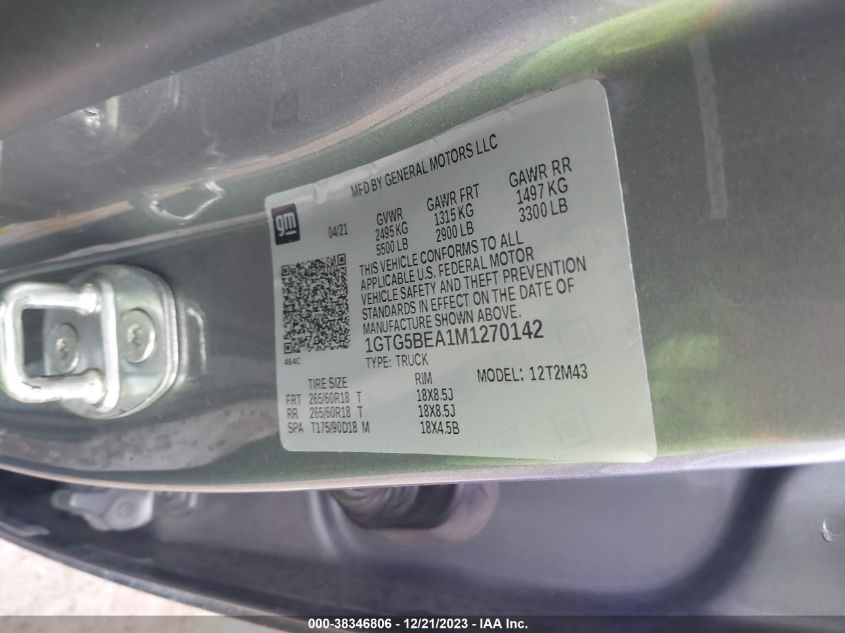 MFD BY GENERAL MOTORS LLC
gm
04/21
GVWR GAWR FRT GAWR RR
2495 KG 1315 KG 1497 KG
5500 LB 2900 LB 3300 LB
THIS VEHICLE CONFORMS TO ALL
APPLICABLE U.S. FEDERAL MOTOR
VEHICLE SAFETY AND THEFT PREVENTION
STANDARDS IN EFFECT ON THE DATE OF
MANUFACTURE SHOWN ABOVE.
1GTG5BEA1M1270142
464C
TYPE: TRUCK
MODEL: 12T2M43
TIRE SIZE RIM
FRT 265/60R18 T 18X8.5J
RR 265/60R18 T 18X8.5J
SPA T175/90D18 M 18X4.5B
000-38346806 - 12/21/2023 - IAA Inc.